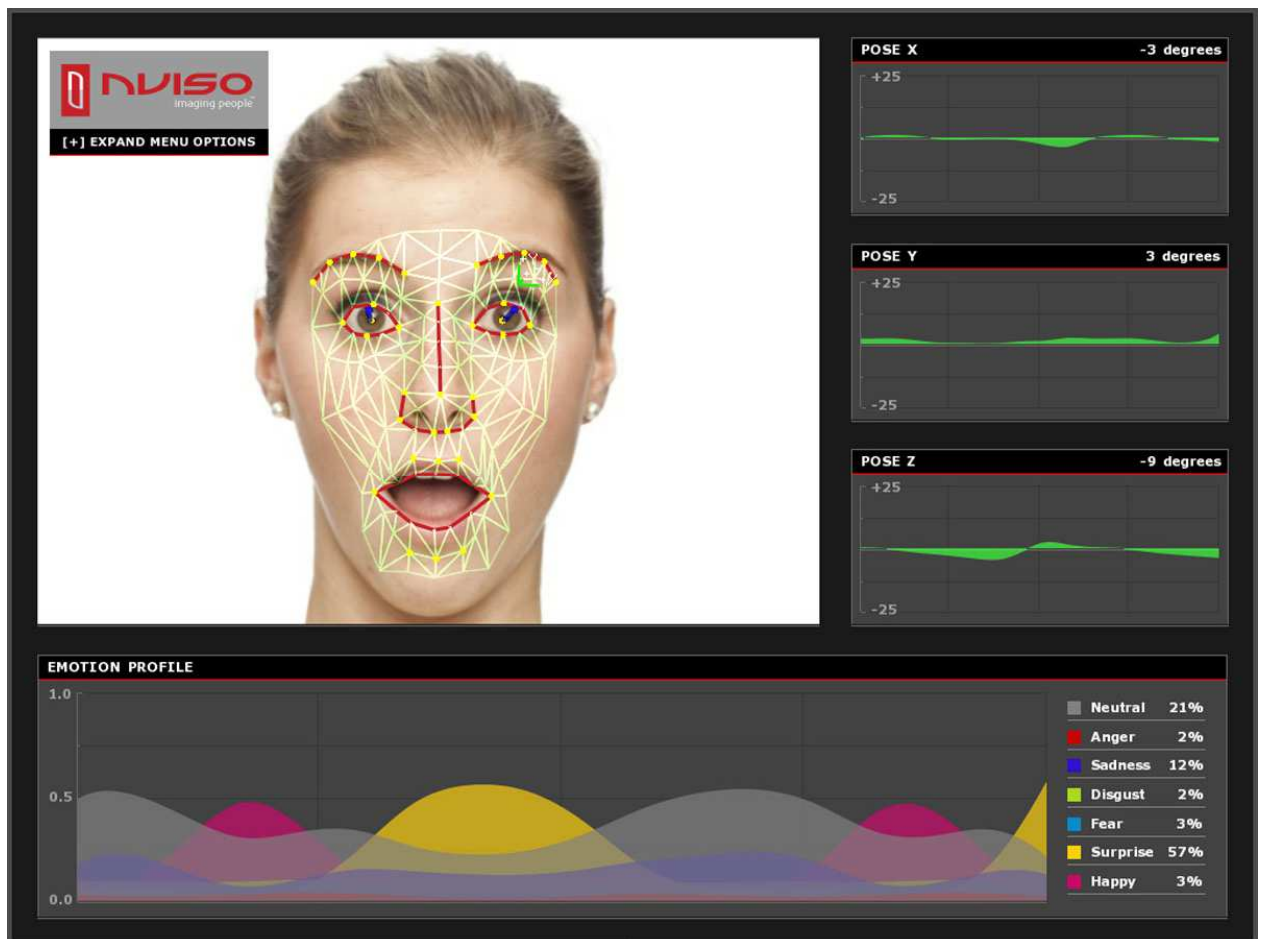 nviso
imaging people™
[+] EXPAND MENU OPTIONS
POSE X -3 degrees
+25
-25
POSE Y 3 degrees
+25
-25
POSE Z -9 degrees
+25
-25
EMOTION PROFILE
1.0
0.5
0.0
Neutral 21%
Anger 2%
Sadness 12%
Disgust 2%
Fear 3%
Surprise 57%
Happy 3%